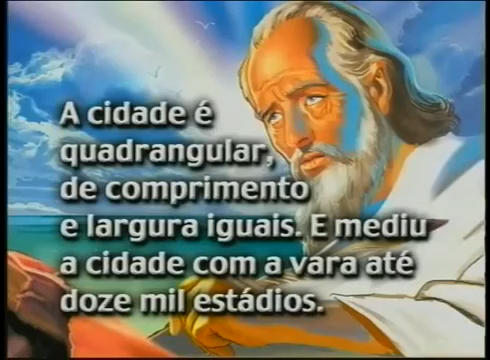 A cidade é
quadrangular,
de comprimento
e largura iguais. E mediu
a cidade com a vara até
doze mil estádios.